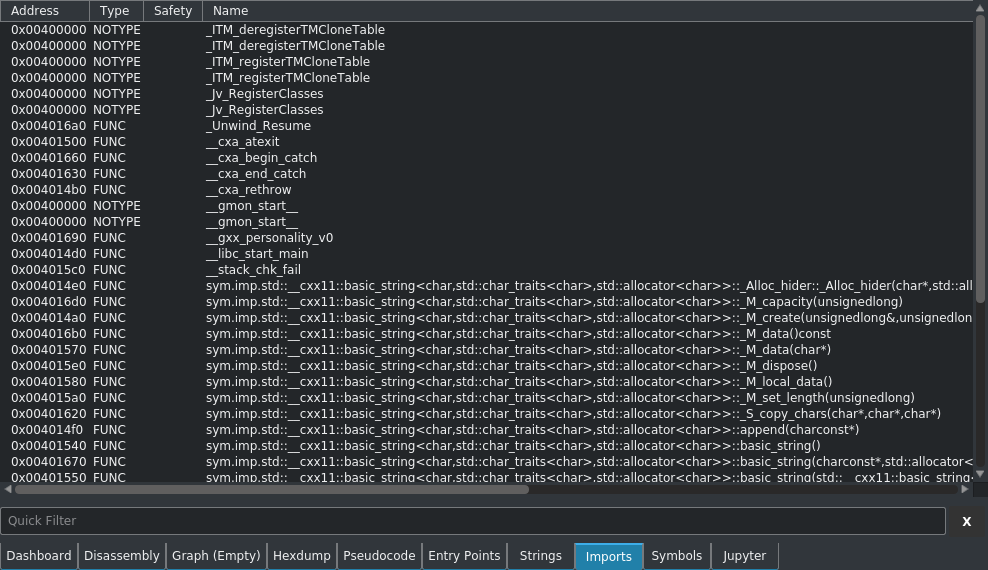 Address Type Safety Name
0x00400000 NOTYPE _ITM_deregisterTMCloneTable
0x00400000 NOTYPE _ITM_deregisterTMCloneTable
0x00400000 NOTYPE _ITM_registerTMCloneTable
0x00400000 NOTYPE _ITM_registerTMCloneTable
0x00400000 NOTYPE _Jv_RegisterClasses
0x00400000 NOTYPE _Jv_RegisterClasses
0x004016a0 FUNC _Unwind_Resume
0x00401500 FUNC __cxa_atexit
0x00401660 FUNC __cxa_begin_catch
0x00401630 FUNC __cxa_end_catch
0x004014b0 FUNC __cxa_rethrow
0x00400000 NOTYPE __gmon_start__
0x00400000 NOTYPE __gmon_start__
0x00401690 FUNC __gxx_personality_v0
0x004014d0 FUNC __libc_start_main
0x004015c0 FUNC __stack_chk_fail
0x004014e0 FUNC sym.imp.std::__cxx11::basic_string<char,std::char_traits<char>,std::allocator<char>>::_Alloc_hider::_Alloc_hider(char*,std::all
0x004016d0 FUNC sym.imp.std::__cxx11::basic_string<char,std::char_traits<char>,std::allocator<char>>::_M_capacity(unsignedlong)
0x004014a0 FUNC sym.imp.std::__cxx11::basic_string<char,std::char_traits<char>,std::allocator<char>>::_M_create(unsignedlong&,unsignedlon
0x004016b0 FUNC sym.imp.std::__cxx11::basic_string<char,std::char_traits<char>,std::allocator<char>>::_M_data()const
0x00401570 FUNC sym.imp.std::__cxx11::basic_string<char,std::char_traits<char>,std::allocator<char>>::_M_data(char*)
0x004015e0 FUNC sym.imp.std::__cxx11::basic_string<char,std::char_traits<char>,std::allocator<char>>::_M_dispose()
0x00401580 FUNC sym.imp.std::__cxx11::basic_string<char,std::char_traits<char>,std::allocator<char>>::_M_local_data()
0x004015a0 FUNC sym.imp.std::__cxx11::basic_string<char,std::char_traits<char>,std::allocator<char>>::_M_set_length(unsignedlong)
0x00401620 FUNC sym.imp.std::__cxx11::basic_string<char,std::char_traits<char>,std::allocator<char>>::_S_copy_chars(char*,char*,char*)
0x004014f0 FUNC sym.imp.std::__cxx11::basic_string<char,std::char_traits<char>,std::allocator<char>>::append(charconst*)
0x00401540 FUNC sym.imp.std::__cxx11::basic_string<char,std::char_traits<char>,std::allocator<char>>::basic_string()
0x00401670 FUNC sym.imp.std::__cxx11::basic_string<char,std::char_traits<char>,std::allocator<char>>::basic_string(charconst*,std::allocator<
0x00401550 FUNC sym.imp.std::__cxx11::basic_string<char,std::char_traits<char>,std::allocator<char>>::basic_string(std::__cxx11::basic_string<
Quick Filter X
Dashboard Disassembly Graph (Empty) Hexdump Pseudocode Entry Points Strings Imports Symbols Jupyter